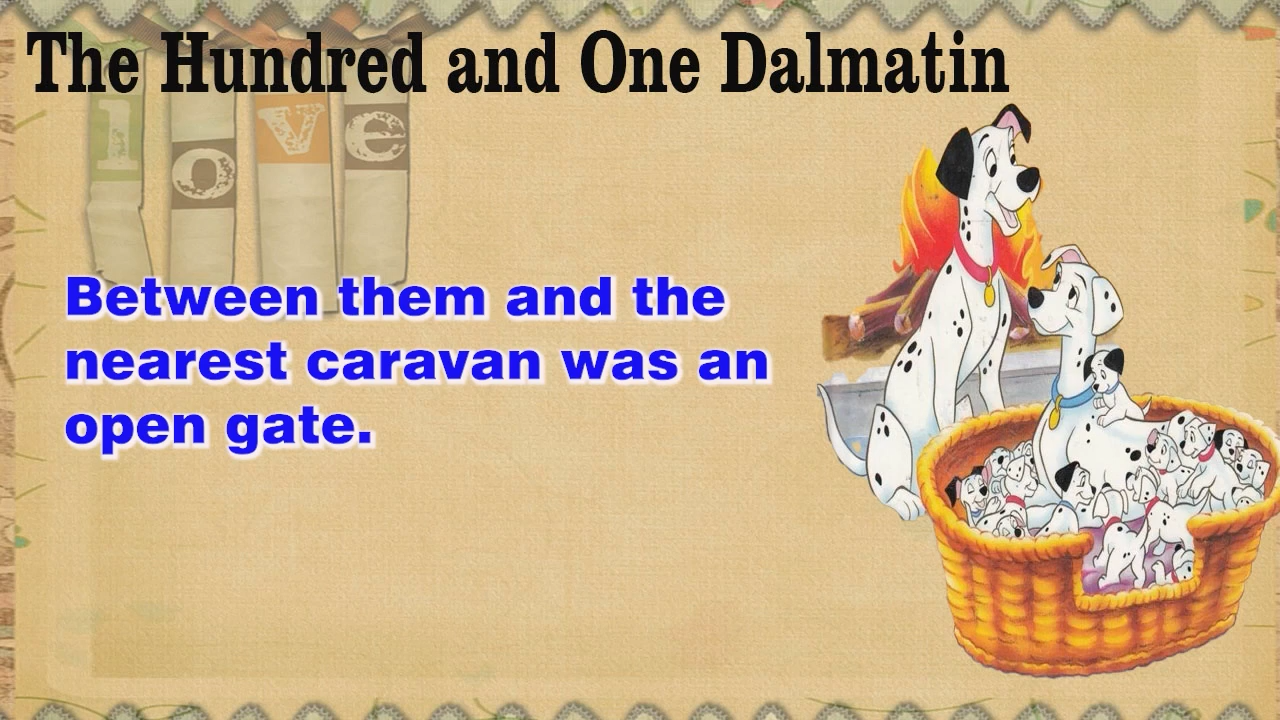 The Hundred and One Dalmatin
love
Between them and the
nearest caravan was an
open gate.